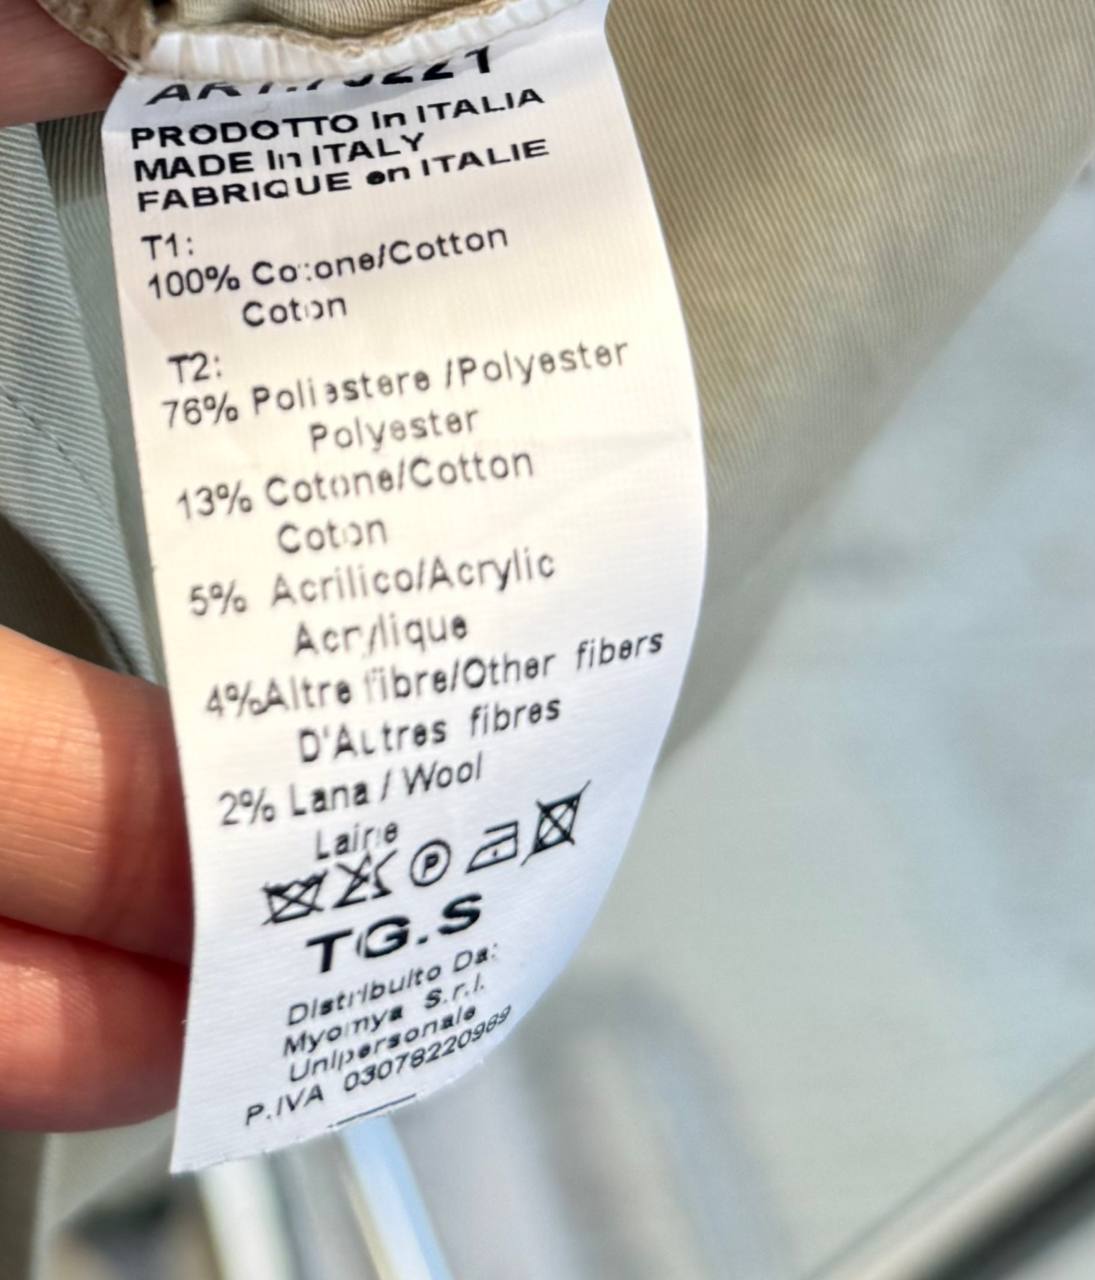 PRODOTTO in ITALIA
MADE In ITALY
FABRIQUE en ITALIE
T1:
100% Cotone/Cotton
Coton
T2:
76% Poliestere /Polyester
Polyester
13% Cotone/Cotton
Coton
5% Acrilico/Acrylic
Acrylique
4%Altre fibre/Other fibers
D'Autres fibres
2% Lana / Wool
Laine
P
TG.S
Distribuito Da:
Myomya S.r.l.
Unipersonale
P.IVA 03078220989